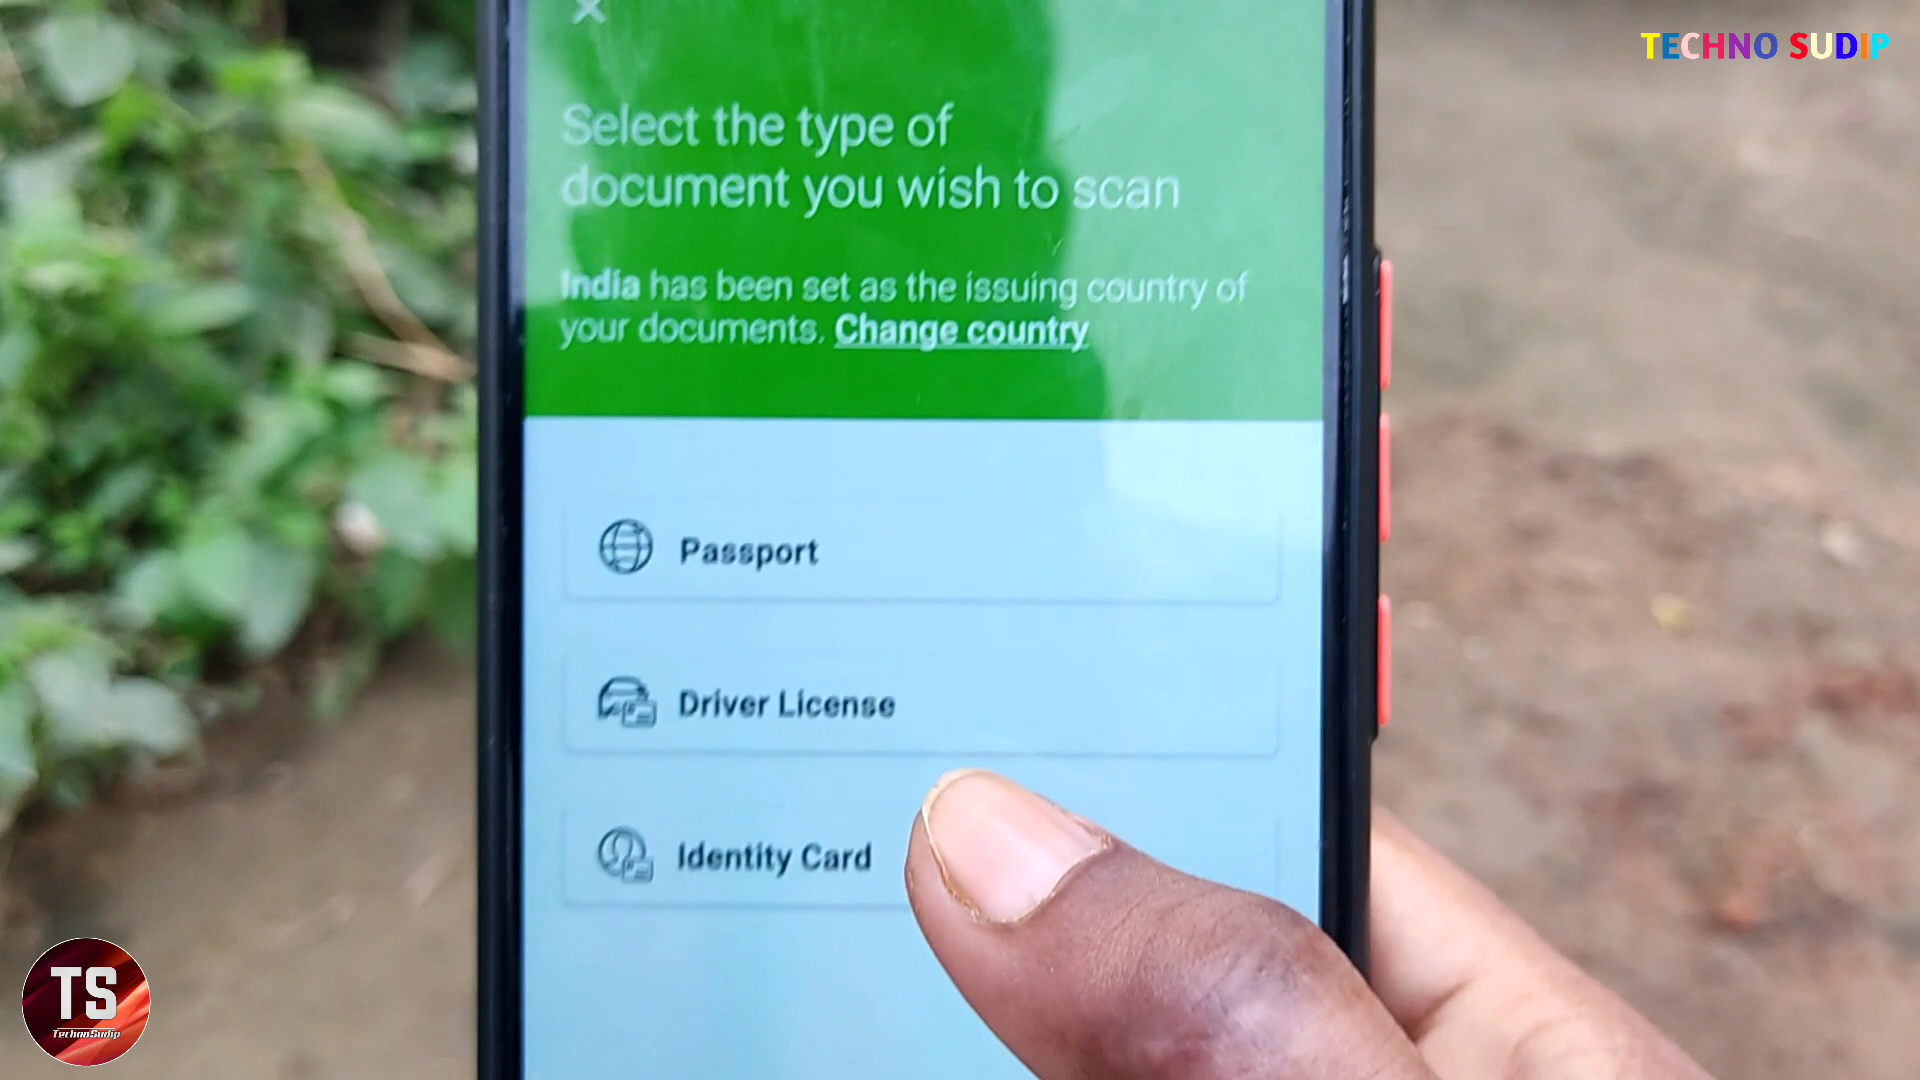 TECHNO SUDIP
Select the type of
document you wish to scan
India has been set as the issuing country of
your documents. Change country
Passport
Driver License
Identity Card
TS
TechnoSudip